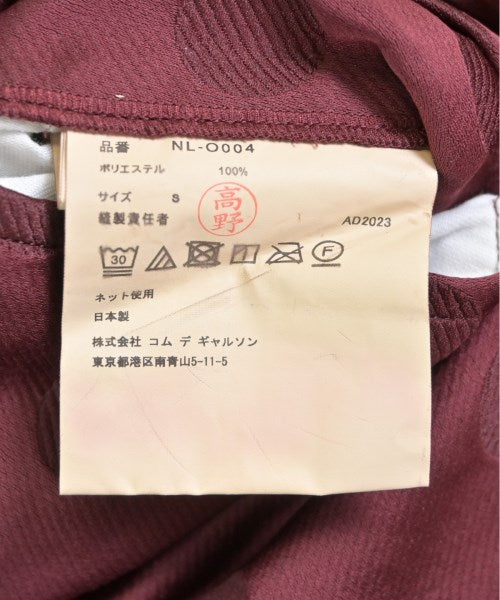 品番 NL-O004
ポリエステル 100%
サイズ S
縫製責任者 高野 AD2023
30 F
ネット使用
日本製
株式会社 コム デ ギャルソン
東京都港区南青山5-11-5